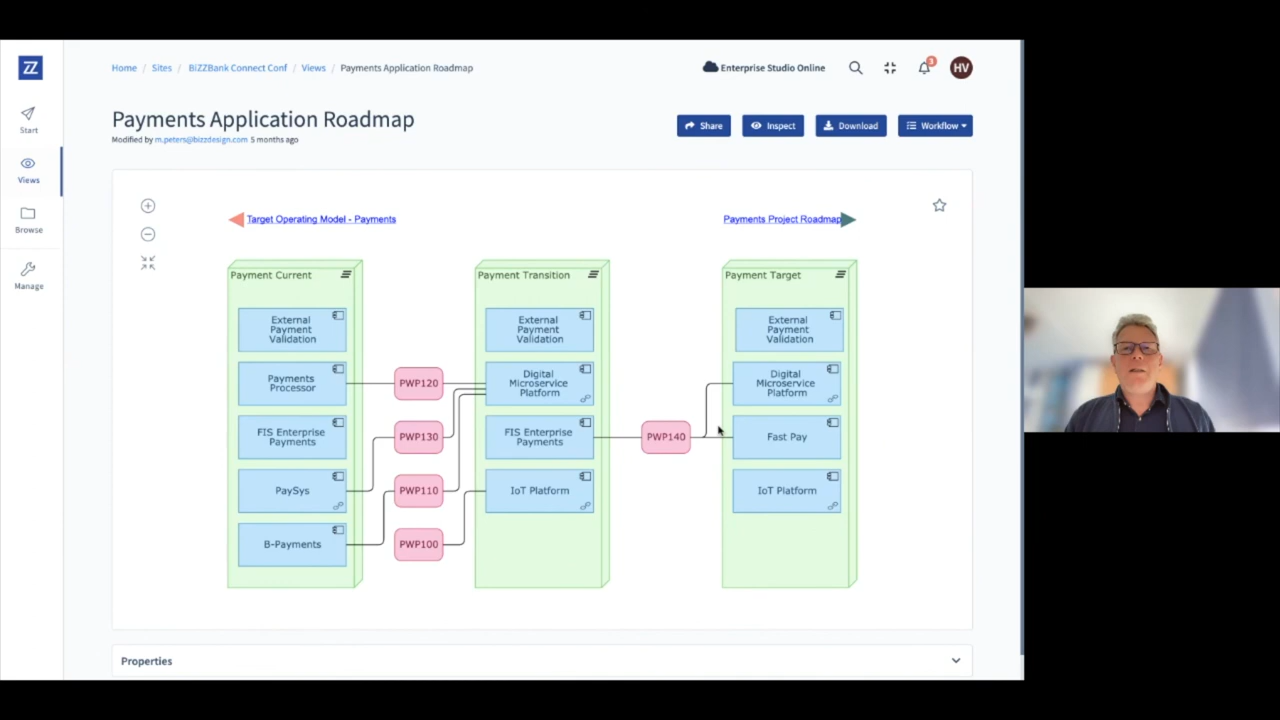 Home / Sites / BiZZBank Connect Conf / Views / Payments Application Roadmap
Enterprise Studio Online
3
HV
ZZ
Start
Views
Browse
Manage
Payments Application Roadmap
Modified by m.peters@bizzdesign.com 5 months ago
Share
Inspect
Download
Workflow
Target Operating Model - Payments
Payments Project Roadmap
Payment Current
External
Payment
Validation
Payments
Processor
FIS Enterprise
Payments
PaySys
B-Payments
PWP120
PWP130
PWP110
PWP100
Payment Transition
External
Payment
Validation
Digital
Microservice
Platform
FIS Enterprise
Payments
IoT Platform
PWP140
Payment Target
External
Payment
Validation
Digital
Microservice
Platform
Fast Pay
IoT Platform
Properties